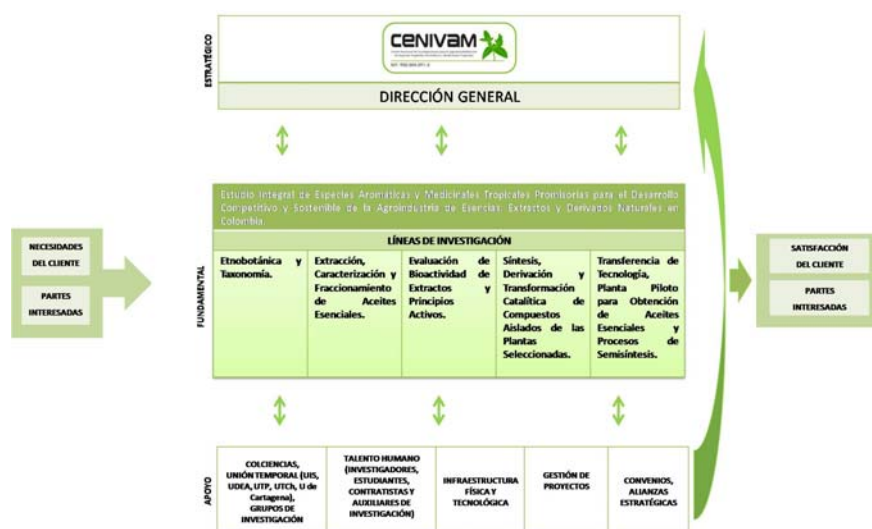 ESTRATÉGICO
CENIVAM
DIRECCIÓN GENERAL
NECESIDADES
DEL CLIENTE
PARTES
INTERESADAS
FUNDAMENTAL
Estudio Integral de Especies Aromáticas y Medicinales Tropicales Promisorias para el Desarrollo
Competitivo y Sostenible de la Agroindustria de Esencias, Extractos y Derivados Naturales en
Colombia.
LÍNEAS DE INVESTIGACIÓN
Etnobotánica y
Taxonomía.
Extracción,
Caracterización y
Fraccionamiento
de Aceites
Esenciales.
Evaluación de
Bioactividad de
Extractos y
Principios
Activos.
Síntesis,
Derivación y
Transformación
Catalítica de
Compuestos
Aislados de las
Plantas
Seleccionadas.
Transferencia de
Tecnología,
Planta Piloto
para Obtención
de Aceites
Esenciales y
Procesos de
Semisíntesis.
SATISFACCIÓN
DEL CLIENTE
PARTES
INTERESADAS
APOYO
COLCIENCIAS,
UNIÓN TEMPORAL (UIS,
UDEA, UTP, UTCh, U de
Cartagena),
GRUPOS DE
INVESTIGACIÓN
TALENTO HUMANO
(INVESTIGADORES,
ESTUDIANTES,
CONTRATISTAS Y
AUXILIARES DE
INVESTIGACIÓN)
INFRAESTRUCTURA
FÍSICA Y
TECNOLÓGICA
GESTIÓN DE
PROYECTOS
CONVENIOS,
ALIANZAS
ESTRATÉGICAS